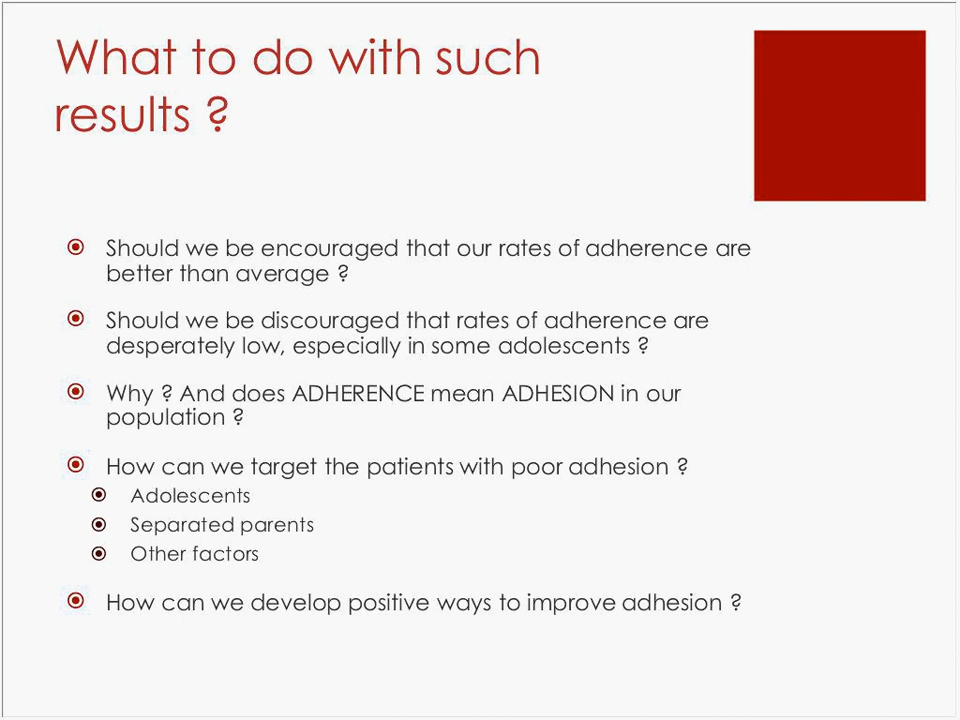 What to do with such
results ?
Should we be encouraged that our rates of adherence are
better than average ?
Should we be discouraged that rates of adherence are
desperately low, especially in some adolescents ?
Why ? And does ADHERENCE mean ADHESION in our
population ?
How can we target the patients with poor adhesion ?
Adolescents
Separated parents
Other factors
How can we develop positive ways to improve adhesion ?